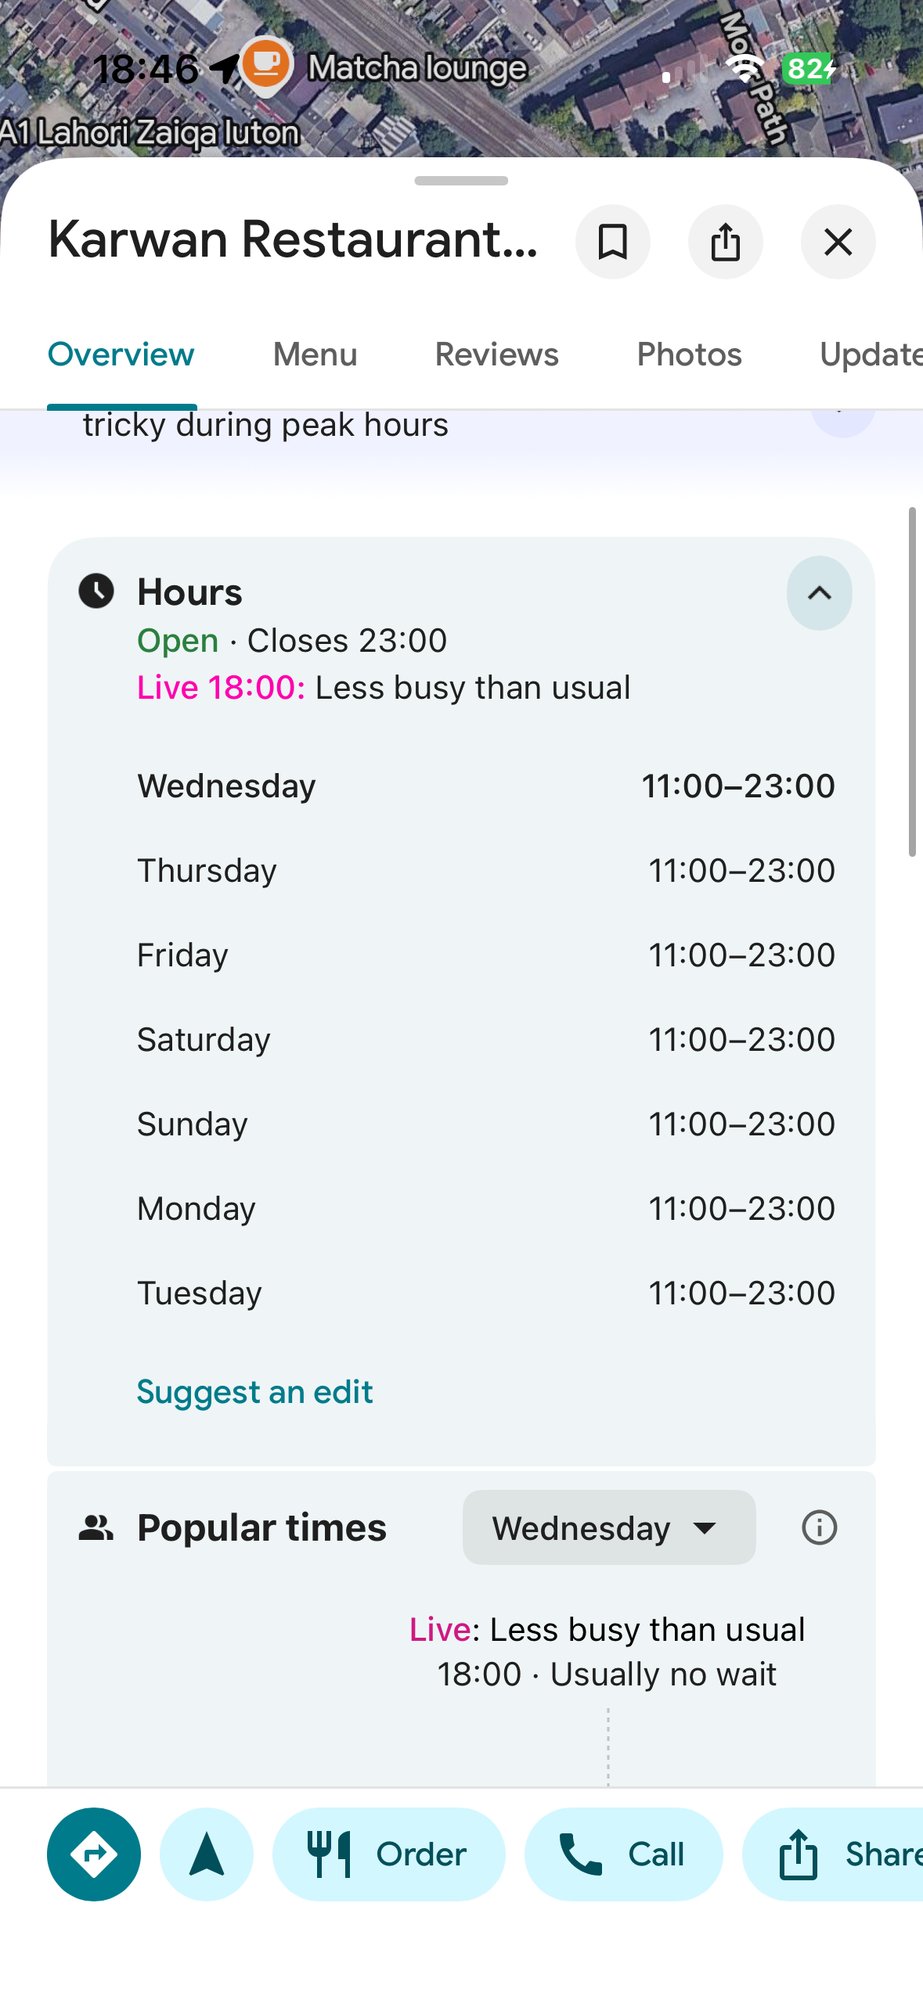 18:46
Matcha lounge
82
A1 Lahori Zaiqa luton
Path
Karwan Restaurant...
Overview Menu Reviews Photos Update
tricky during peak hours
Hours
Open · Closes 23:00
Live 18:00: Less busy than usual
Wednesday 11:00–23:00
Thursday 11:00–23:00
Friday 11:00–23:00
Saturday 11:00–23:00
Sunday 11:00–23:00
Monday 11:00–23:00
Tuesday 11:00–23:00
Suggest an edit
Popular times Wednesday
Live: Less busy than usual
18:00 · Usually no wait
Order Call Share